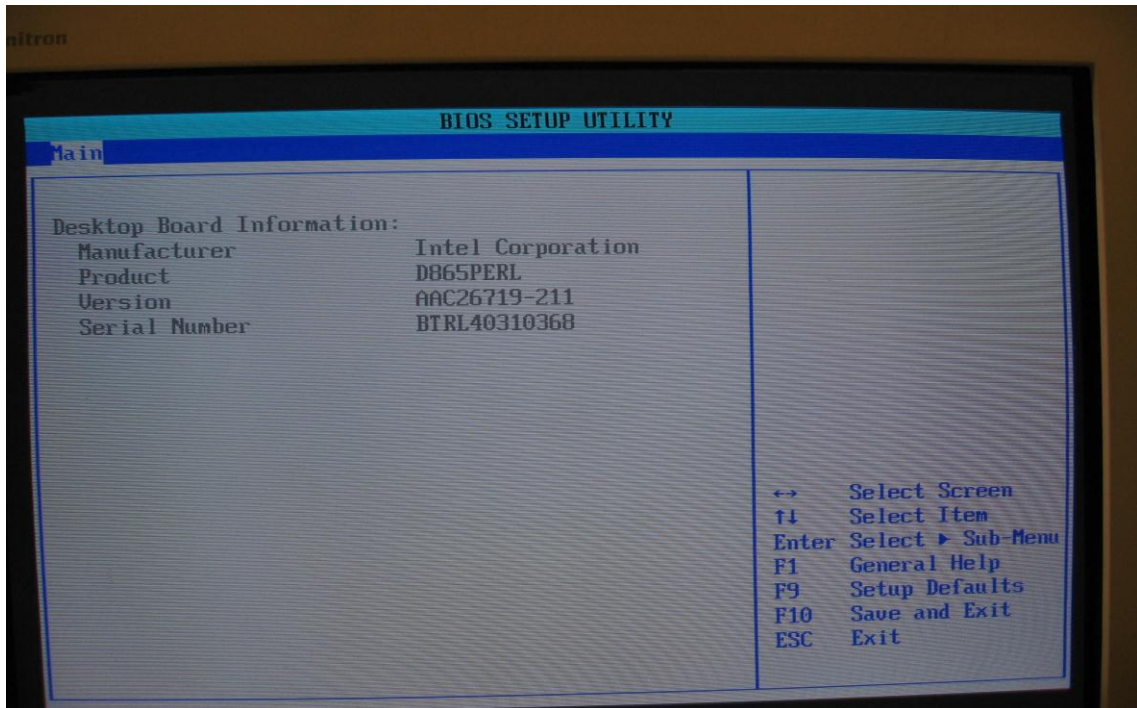 nitron
BIOS SETUP UTILITY
Main
Desktop Board Information:
Manufacturer Intel Corporation
Product D865PERL
Version AAC26719-211
Serial Number BTRL40310368
←→ Select Screen
↑↓ Select Item
Enter Select ► Sub-Menu
F1 General Help
F9 Setup Defaults
F10 Save and Exit
ESC Exit